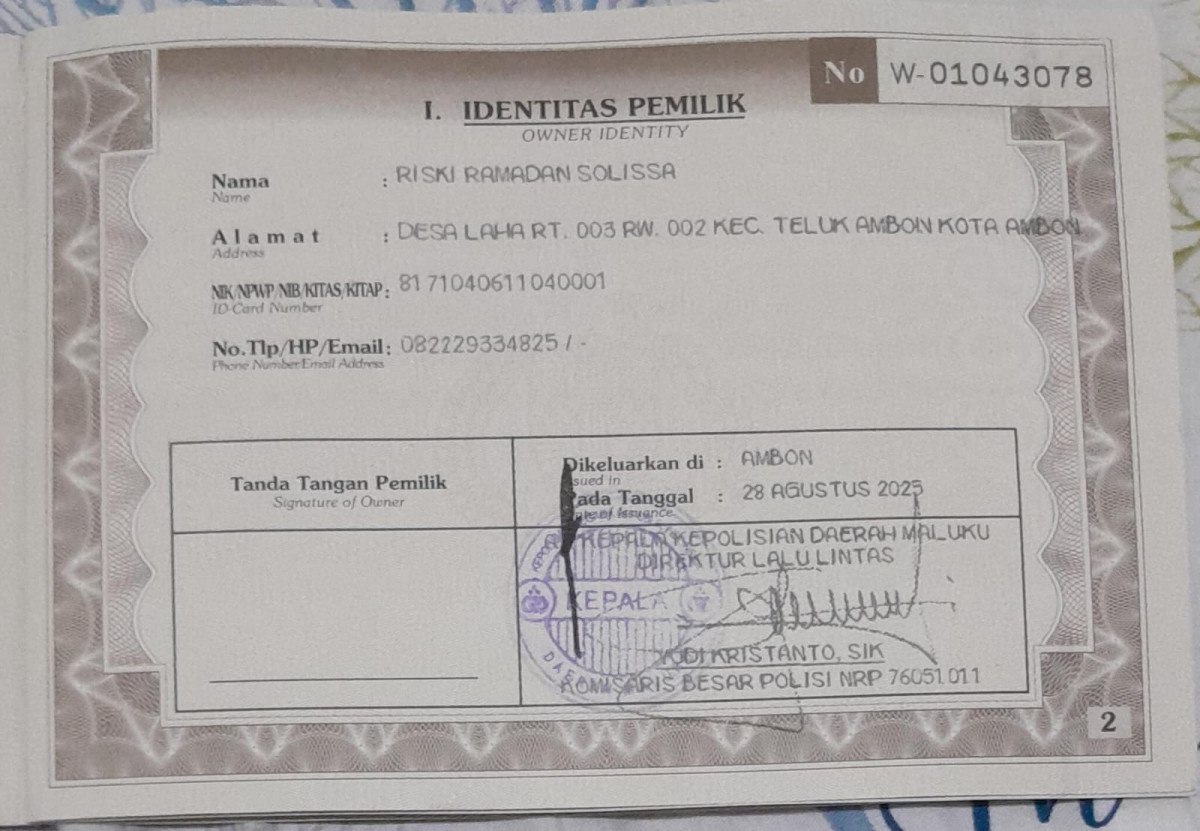 No W-01043078
I. IDENTITAS PEMILIK
OWNER IDENTITY
Nama : RISKI RAMADAN SOLISSA
Name
Alamat : DESA LAHA RT. 003 RW. 002 KEC. TELUK AMBON KOTA AMBON
Address
NIK/NPWP/NIB/KITAS/KITAP : 8171040611040001
ID-Card Number
No.Tlp/HP/Email : 082229334825 / -
Phone Number/Email Address
Tanda Tangan Pemilik
Signature of Owner
Dikeluarkan di : AMBON
Issued in
Pada Tanggal : 28 AGUSTUS 2025
Date of Issuance
KEPALA KEPOLISIAN DAERAH MALUKU
DIREKTUR LALU LINTAS
KEPALA
YUDI KRISTANTO, SIK
KOMISARIS BESAR POLISI NRP 76051011
2